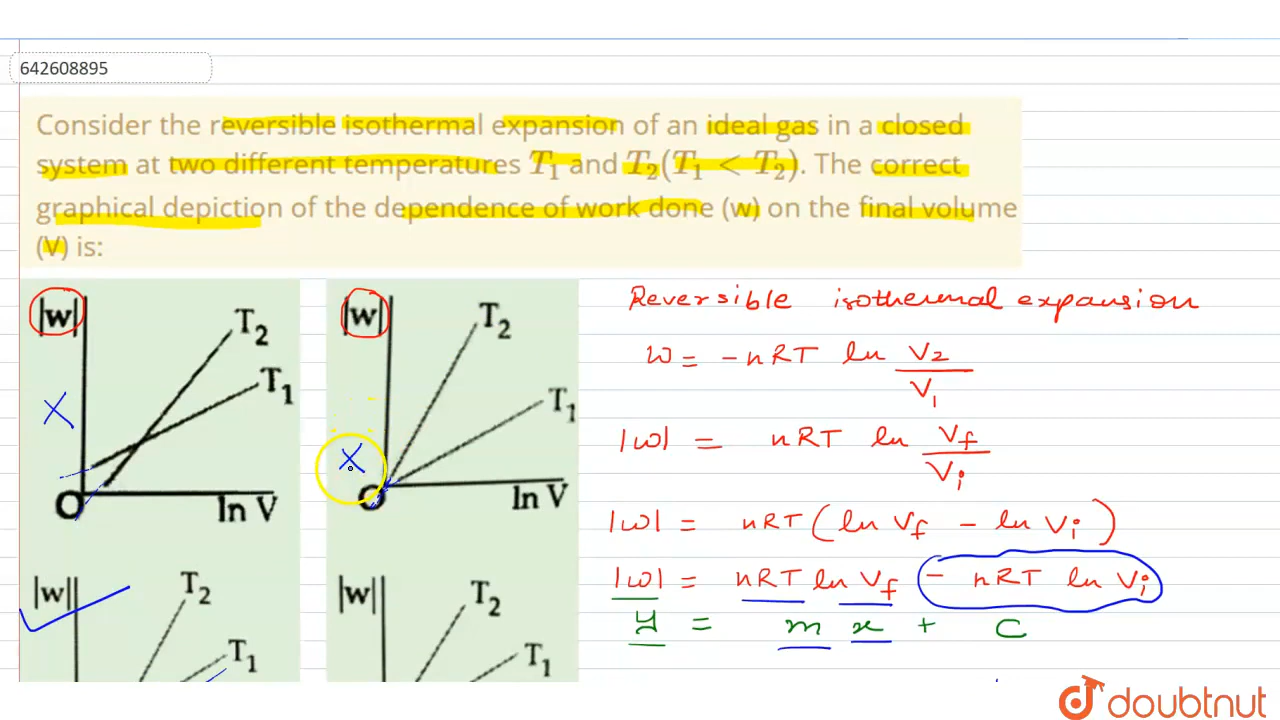 642608895
Consider the reversible isothermal expansion of an ideal gas in a closed
system at two different temperatures T₁ and T₂(T₁ < T₂). The correct
graphical depiction of the dependence of work done (w) on the final volume
(V) is:
|w|
T₂
T₁
X
O
ln V
|w|
T₂
T₁
X
O
ln V
|w|
T₂
T₁
|w|
T₂
T₁
Reversible isothermal expansion
W = -nRT ln V₂/V₁
|w| = nRT ln Vf/Vi
|w| = nRT (ln Vf - ln Vi)
|w| = nRT ln Vf - nRT ln Vi
y = m x + C
doubtnut